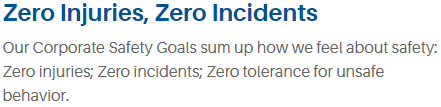 Zero Injuries, Zero Incidents
Our Corporate Safety Goals sum up how we feel about safety:
Zero injuries; Zero incidents; Zero tolerance for unsafe
behavior.